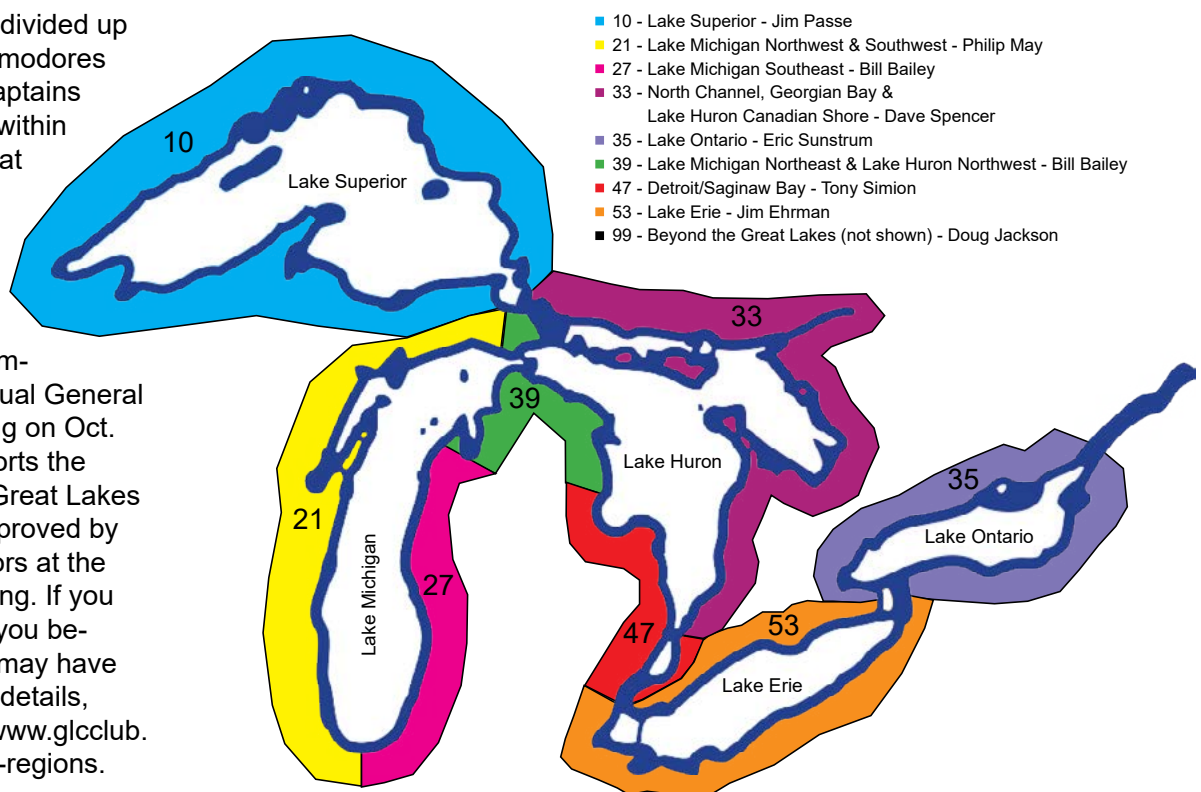 divided up
modores
aptains
within
at
m-
ual General
g on Oct.
orts the
Great Lakes
proved by
ors at the
ng. If you
you be-
may have
details,
www.glcclub.
-regions.
10 - Lake Superior - Jim Passe
21 - Lake Michigan Northwest & Southwest - Philip May
27 - Lake Michigan Southeast - Bill Bailey
33 - North Channel, Georgian Bay &
Lake Huron Canadian Shore - Dave Spencer
35 - Lake Ontario - Eric Sunstrum
39 - Lake Michigan Northeast & Lake Huron Northwest - Bill Bailey
47 - Detroit/Saginaw Bay - Tony Simion
53 - Lake Erie - Jim Ehrman
99 - Beyond the Great Lakes (not shown) - Doug Jackson
10
Lake Superior
33
39
Lake Huron
35
21
Lake Ontario
Lake Michigan
27
47
53
Lake Erie